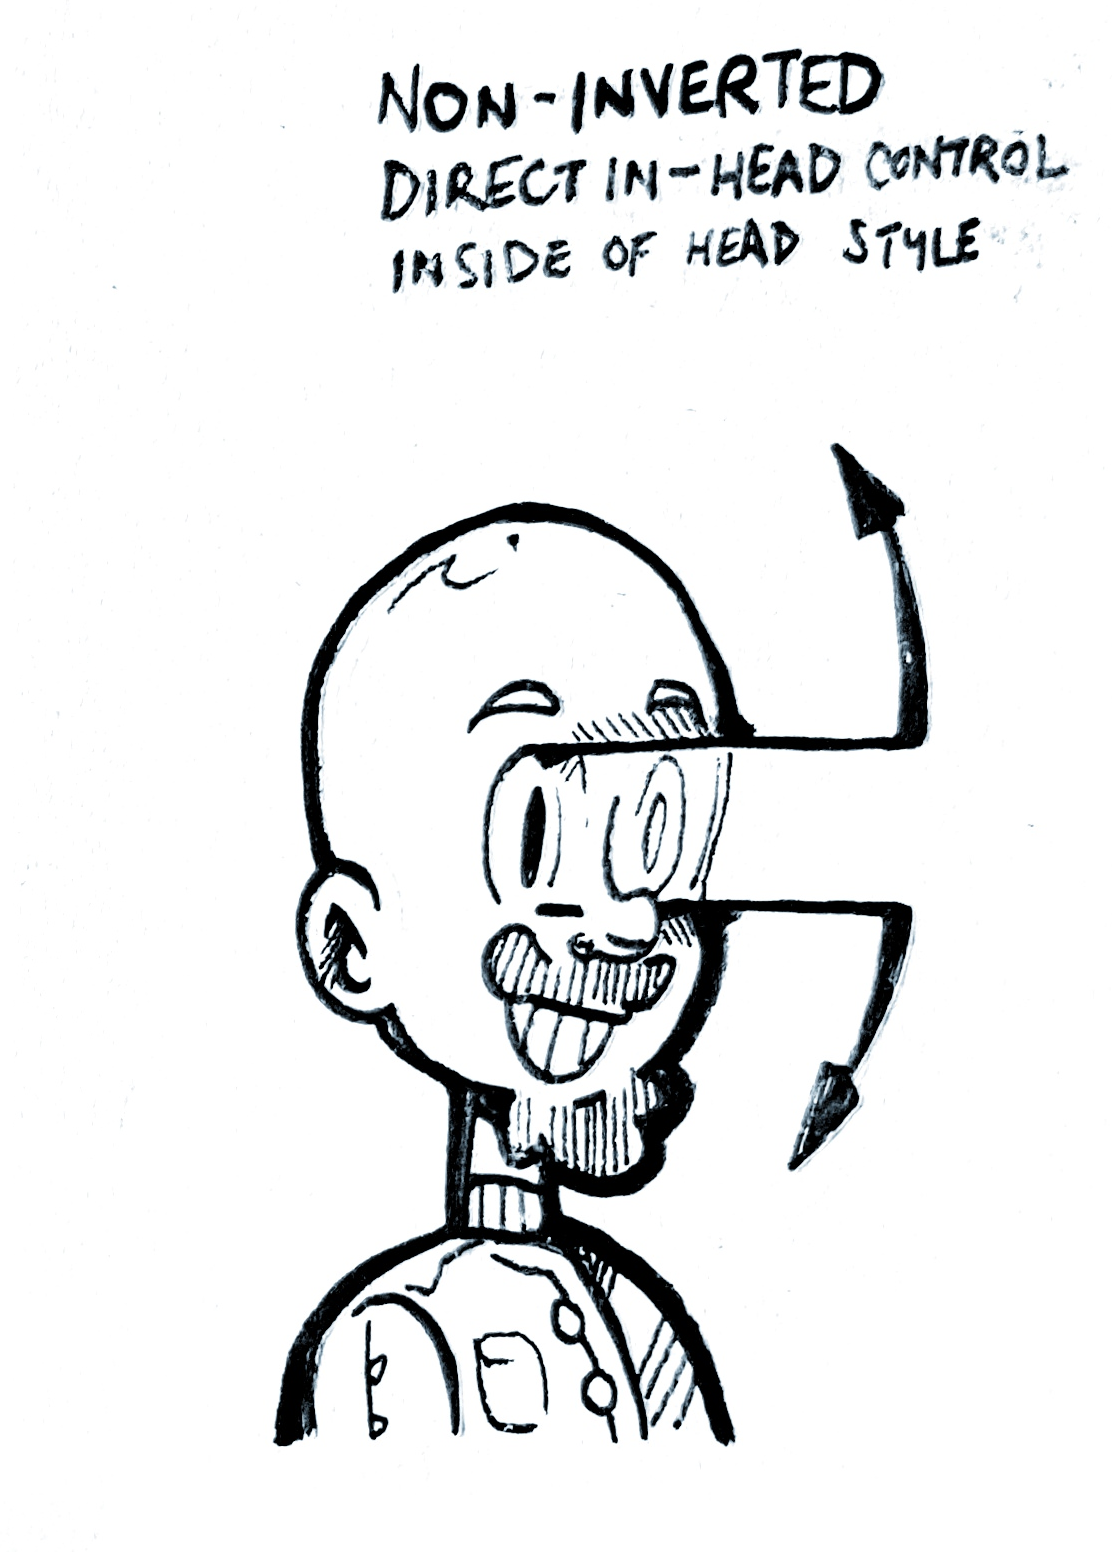 NON-INVERTED
DIRECT IN-HEAD CONTROL
INSIDE OF HEAD STYLE